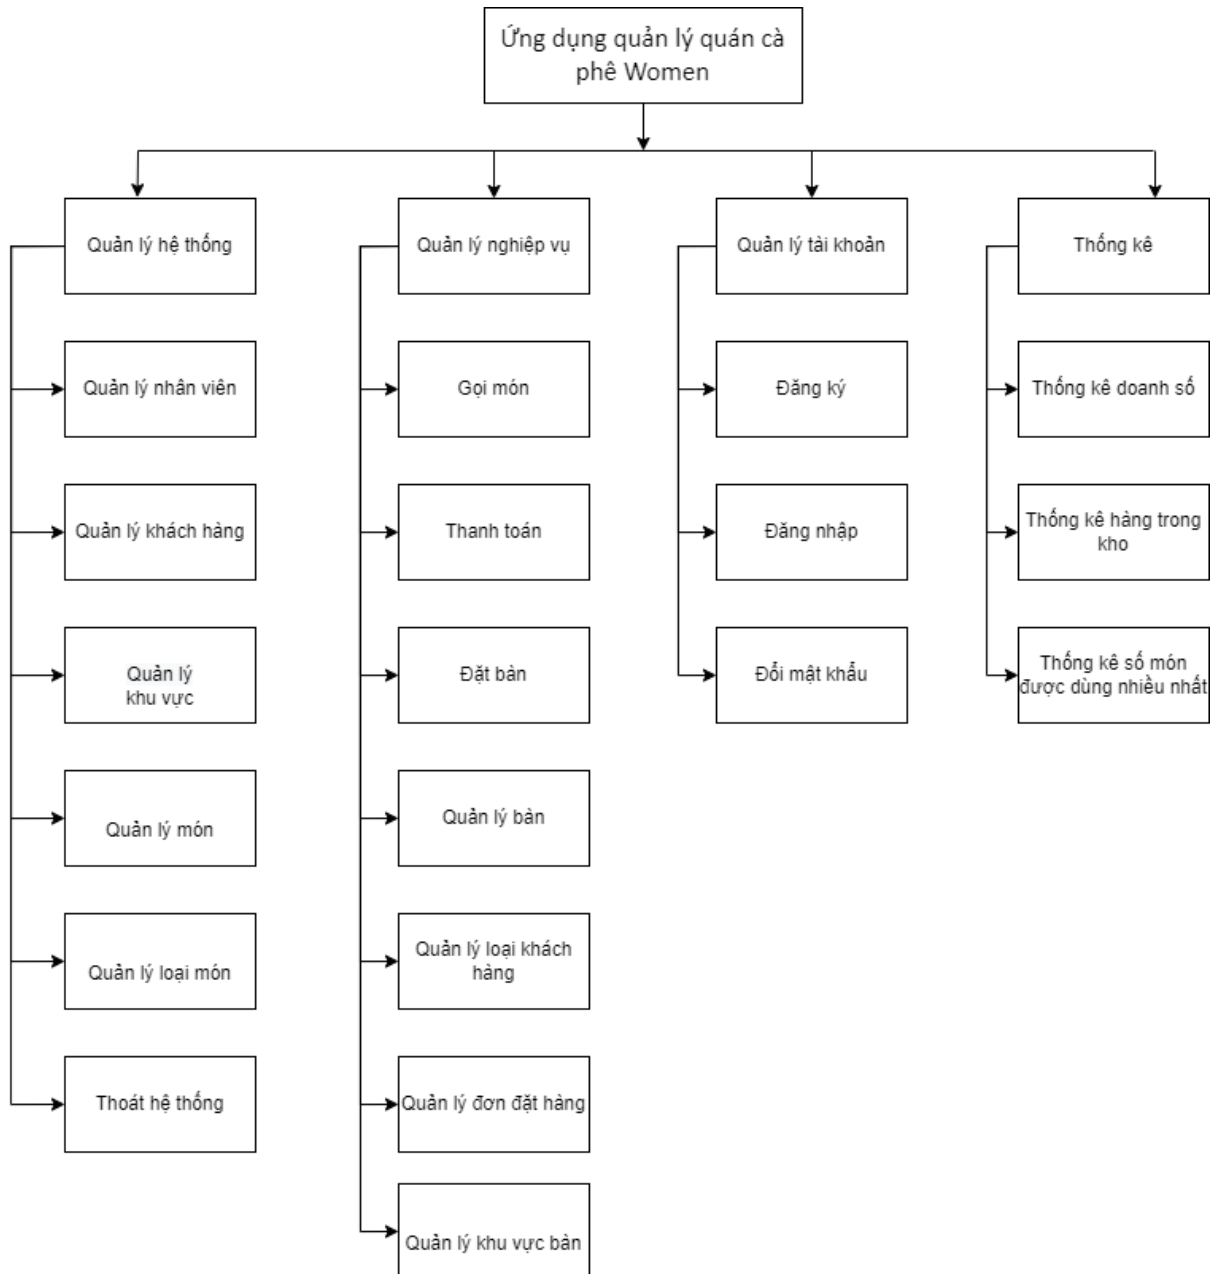 Ứng dụng quản lý quán cà
phê Women
Quản lý hệ thống
Quản lý nghiệp vụ
Quản lý tài khoản
Thống kê
Quản lý nhân viên
Gọi món
Đăng ký
Thống kê doanh số
Quản lý khách hàng
Thanh toán
Đăng nhập
Thống kê hàng trong
kho
Quản lý
khu vực
Đặt bàn
Đổi mật khẩu
Thống kê số món
được dùng nhiều nhất
Quản lý món
Quản lý bàn
Quản lý loại món
Quản lý loại khách
hàng
Thoát hệ thống
Quản lý đơn đặt hàng
Quản lý khu vực bàn